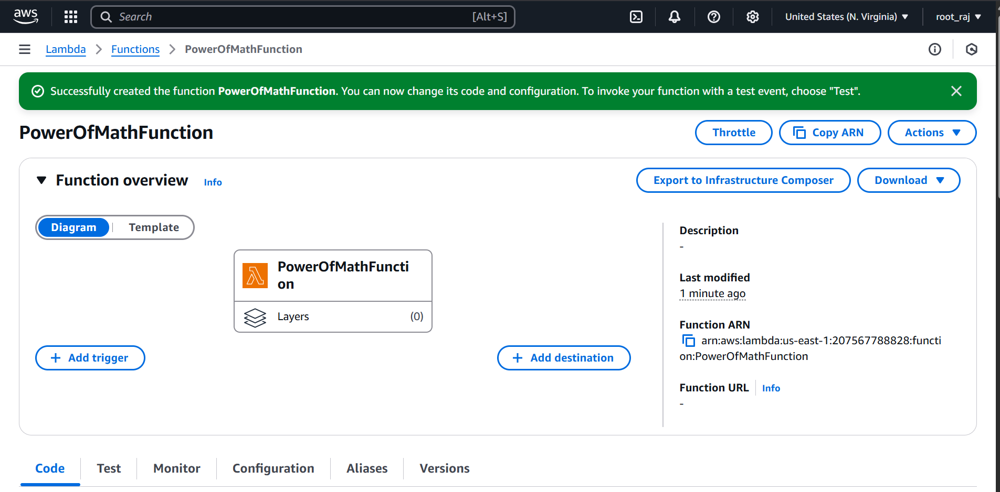 aws
Search [Alt+S]
United States (N. Virginia)
root_raj
Lambda
Functions
PowerOfMathFunction
Successfully created the function PowerOfMathFunction. You can now change its code and configuration. To invoke your function with a test event, choose "Test".
PowerOfMathFunction
Throttle
Copy ARN
Actions
Function overview Info
Export to Infrastructure Composer
Download
Diagram
Template
PowerOfMathFuncti
on
Layers (0)
+ Add trigger
+ Add destination
Description
-
Last modified
1 minute ago
Function ARN
arn:aws:lambda:us-east-1:207567788828:functi
on:PowerOfMathFunction
Function URL Info
-
Code
Test
Monitor
Configuration
Aliases
Versions